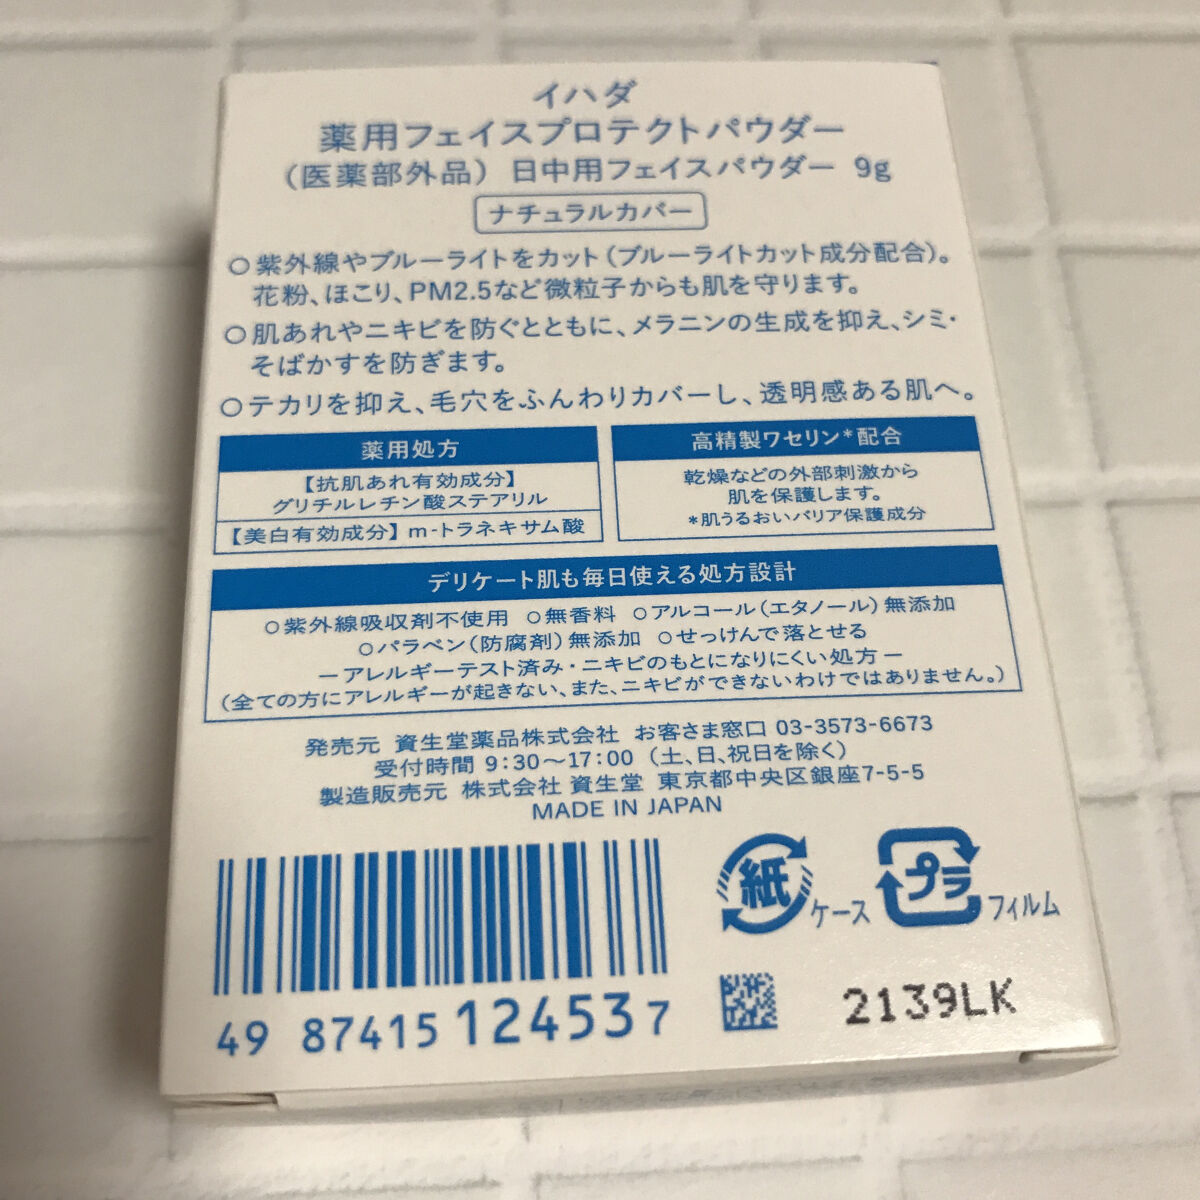 イハダ
薬用フェイスプロテクトパウダー
（医薬部外品）日中用フェイスパウダー 9g
ナチュラルカバー
○紫外線やブルーライトをカット（ブルーライトカット成分配合）。
花粉、ほこり、PM2.5など微粒子からも肌を守ります。
○肌あれやニキビを防ぐとともに、メラニンの生成を抑え、シミ・
そばかすを防ぎます。
○テカリを抑え、毛穴をふんわりカバーし、透明感ある肌へ。
薬用処方
【抗肌あれ有効成分】
グリチルレチン酸ステアリル
【美白有効成分】m-トラネキサム酸
高精製ワセリン*配合
乾燥などの外部刺激から
肌を保護します。
*肌うるおいバリア保護成分
デリケート肌も毎日使える処方設計
○紫外線吸収剤不使用 ○無香料 ○アルコール（エタノール）無添加
○パラベン（防腐剤）無添加 ○せっけんで落とせる
−アレルギーテスト済み・ニキビのもとになりにくい処方−
（全ての方にアレルギーが起きない、また、ニキビができないわけではありません。）
発売元 資生堂薬品株式会社 お客さま窓口 03-3573-6673
受付時間 9:30〜17:00（土、日、祝日を除く）
製造販売元 株式会社 資生堂 東京都中央区銀座7-5-5
MADE IN JAPAN
紙 ケース プラ フィルム
49 87415 12453 7
2139LK